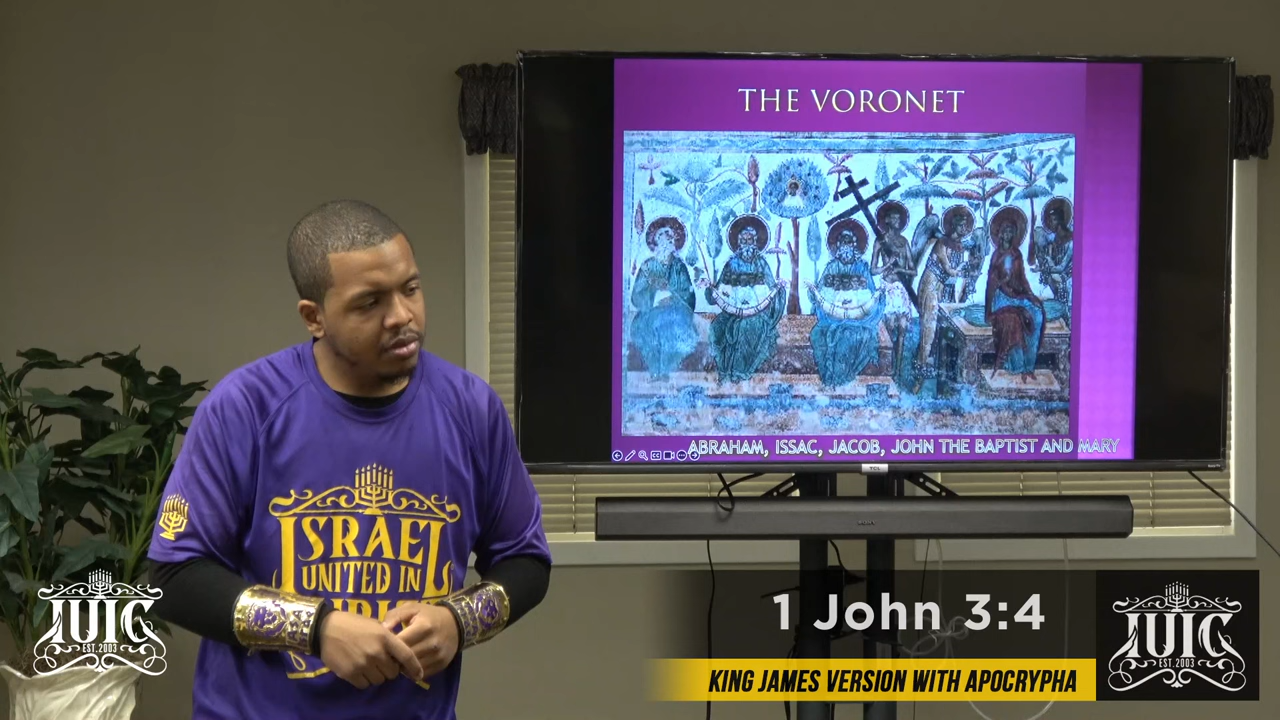 THE VORONET
ABRAHAM, ISSAC, JACOB, JOHN THE BAPTIST AND MARY
TCL
ISRAEL
UNITED IN
IUIC
EST. 2003
1 John 3:4
KING JAMES VERSION WITH APOCRYPHA
IUIC
EST. 2003